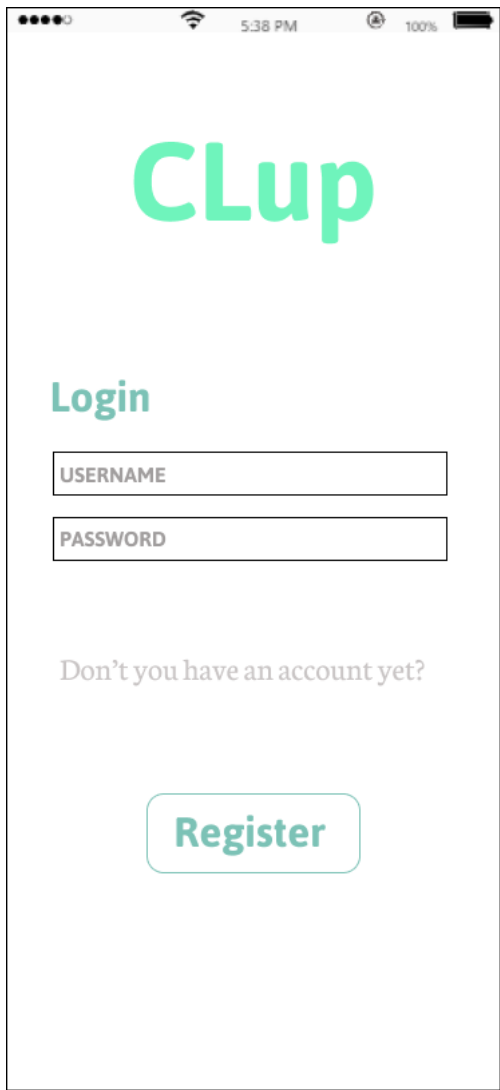 5:38 PM 100%
CLup
Login
USERNAME
PASSWORD
Don’t you have an account yet?
Register